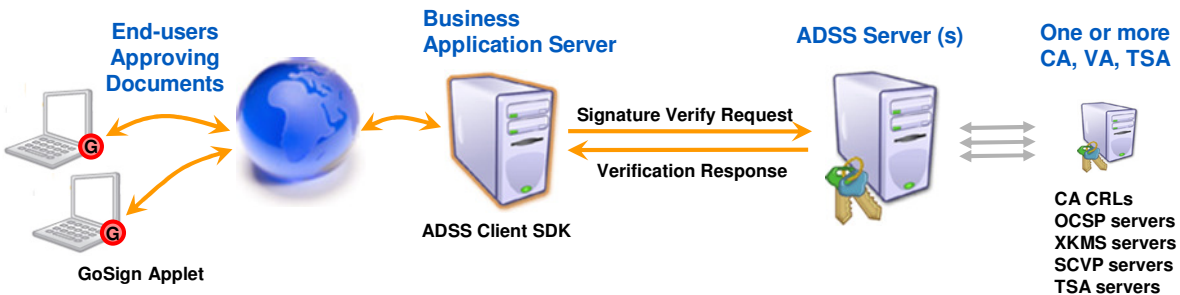 End-users
Approving
Documents
Business
Application Server
ADSS Server (s)
One or more
CA, VA, TSA
Signature Verify Request
Verification Response
G
G
ADSS Client SDK
GoSign Applet
CA CRLs
OCSP servers
XKMS servers
SCVP servers
TSA servers